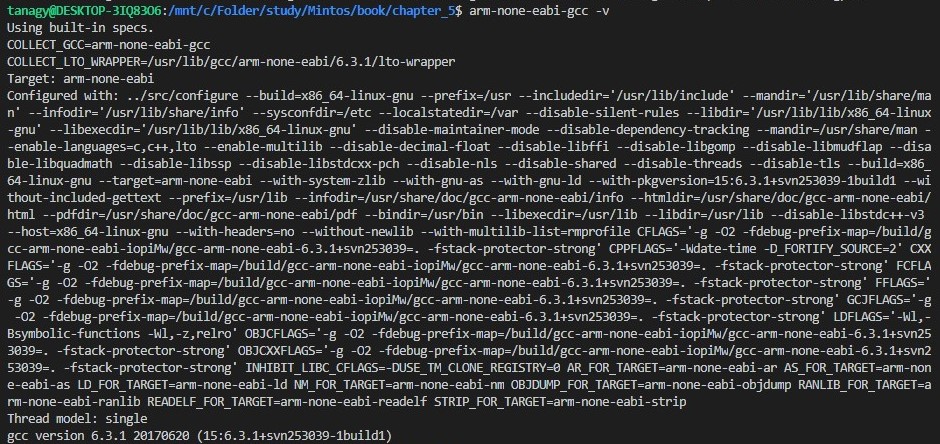 tanagy@DESKTOP-3IQ83O6:/mnt/c/Folder/study/Mintos/book/chapter_5$ arm-none-eabi-gcc -v
Using built-in specs.
COLLECT_GCC=arm-none-eabi-gcc
COLLECT_LTO_WRAPPER=/usr/lib/gcc/arm-none-eabi/6.3.1/lto-wrapper
Target: arm-none-eabi
Configured with: ../src/configure --build=x86_64-linux-gnu --prefix=/usr --includedir='/usr/lib/include' --mandir='/usr/lib/share/ma
n' --infodir='/usr/lib/share/info' --sysconfdir=/etc --localstatedir=/var --disable-silent-rules --libdir='/usr/lib/lib/x86_64-linux
-gnu' --libexecdir='/usr/lib/lib/x86_64-linux-gnu' --disable-maintainer-mode --disable-dependency-tracking --mandir=/usr/share/man -
-enable-languages=c,c++,lto --enable-multilib --disable-decimal-float --disable-libffi --disable-libgomp --disable-libmudflap --disa
ble-libquadmath --disable-libssp --disable-libstdcxx-pch --disable-nls --disable-shared --disable-threads --disable-tls --build=x86_
64-linux-gnu --target=arm-none-eabi --with-system-zlib --with-gnu-as --with-gnu-ld --with-pkgversion=15:6.3.1+svn253039-1build1 --wi
thout-included-gettext --prefix=/usr/lib --infodir=/usr/share/doc/gcc-arm-none-eabi/info --htmldir=/usr/share/doc/gcc-arm-none-eabi/
html --pdfdir=/usr/share/doc/gcc-arm-none-eabi/pdf --bindir=/usr/bin --libexecdir=/usr/lib --libdir=/usr/lib --disable-libstdc++-v3
--host=x86_64-linux-gnu --with-headers=no --without-newlib --with-multilib-list=rmprofile CFLAGS='-g -O2 -fdebug-prefix-map=/build/g
cc-arm-none-eabi-iopiMw/gcc-arm-none-eabi-6.3.1+svn253039=. -fstack-protector-strong' CPPFLAGS='-Wdate-time -D_FORTIFY_SOURCE=2' CXX
FLAGS='-g -O2 -fdebug-prefix-map=/build/gcc-arm-none-eabi-iopiMw/gcc-arm-none-eabi-6.3.1+svn253039=. -fstack-protector-strong' FCFLA
GS='-g -O2 -fdebug-prefix-map=/build/gcc-arm-none-eabi-iopiMw/gcc-arm-none-eabi-6.3.1+svn253039=. -fstack-protector-strong' FFLAGS='
-g -O2 -fdebug-prefix-map=/build/gcc-arm-none-eabi-iopiMw/gcc-arm-none-eabi-6.3.1+svn253039=. -fstack-protector-strong' GCJFLAGS='-g
-O2 -fdebug-prefix-map=/build/gcc-arm-none-eabi-iopiMw/gcc-arm-none-eabi-6.3.1+svn253039=. -fstack-protector-strong' LDFLAGS='-Wl,-
Bsymbolic-functions -Wl,-z,relro' OBJCFLAGS='-g -O2 -fdebug-prefix-map=/build/gcc-arm-none-eabi-iopiMw/gcc-arm-none-eabi-6.3.1+svn25
3039=. -fstack-protector-strong' OBJCXXFLAGS='-g -O2 -fdebug-prefix-map=/build/gcc-arm-none-eabi-iopiMw/gcc-arm-none-eabi-6.3.1+svn2
53039=. -fstack-protector-strong' INHIBIT_LIBC_CFLAGS=-DUSE_TM_CLONE_REGISTRY=0 AR_FOR_TARGET=arm-none-eabi-ar AS_FOR_TARGET=arm-non
e-eabi-as LD_FOR_TARGET=arm-none-eabi-ld NM_FOR_TARGET=arm-none-eabi-nm OBJDUMP_FOR_TARGET=arm-none-eabi-objdump RANLIB_FOR_TARGET=a
rm-none-eabi-ranlib READELF_FOR_TARGET=arm-none-eabi-readelf STRIP_FOR_TARGET=arm-none-eabi-strip
Thread model: single
gcc version 6.3.1 20170620 (15:6.3.1+svn253039-1build1)